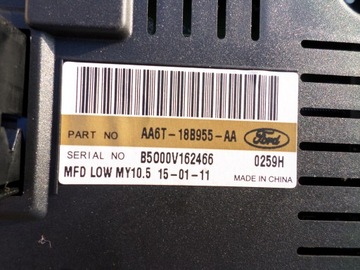 PART NO AA6T-18B955-AA Ford
SERIAL NO B5000V162466 0259H
MFD LOW MY10.5 15-01-11 MADE IN CHINA